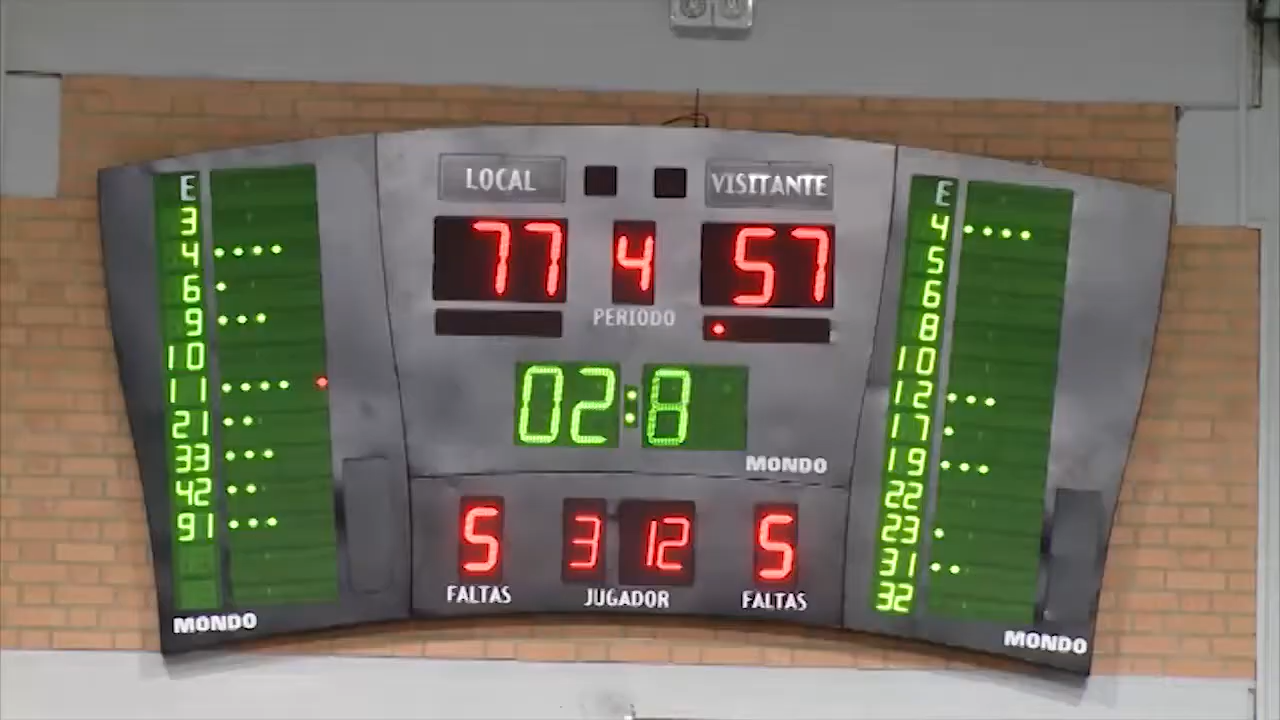 LOCAL VISITANTE
77 4 57
PERIODO
02:8
MONDO
5 3 12 5
FALTAS JUGADOR FALTAS
E
3
4
6
9
10
11
21
33
42
91
MONDO
E
4
5
6
8
10
12
17
19
22
23
31
32
MONDO